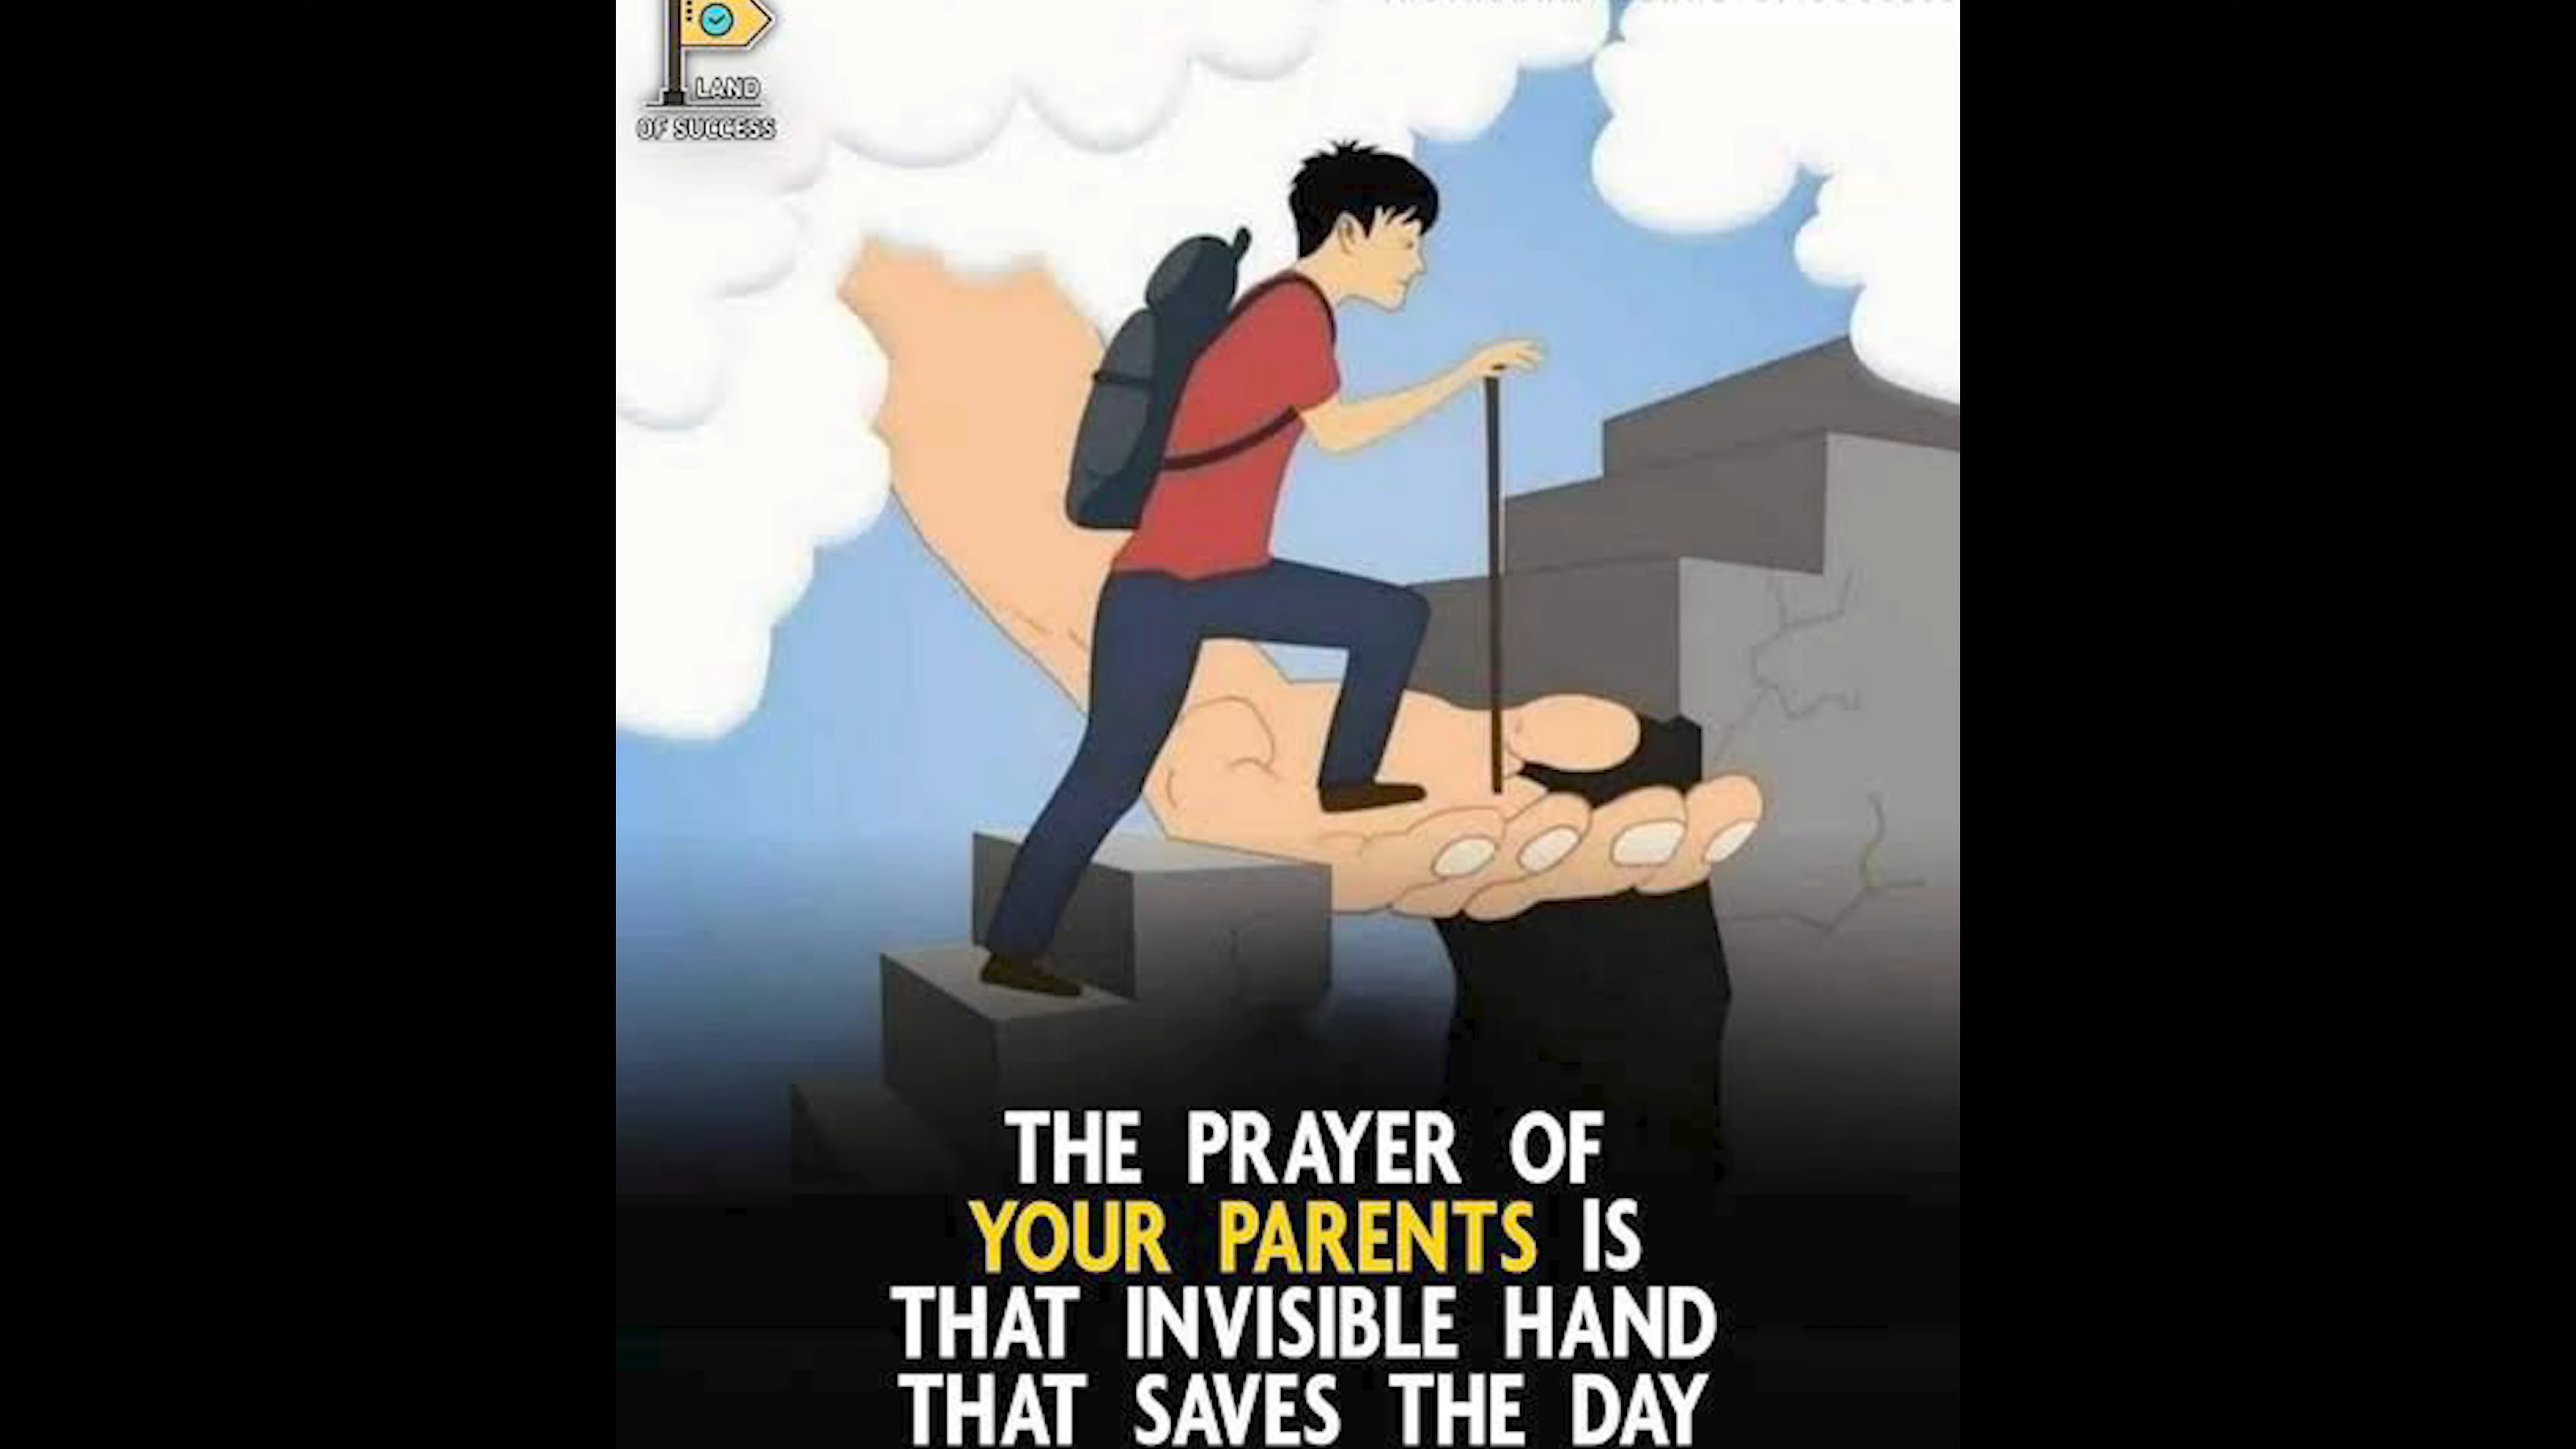 LAND
OF SUCCESS
THE PRAYER OF
YOUR PARENTS IS
THAT INVISIBLE HAND
THAT SAVES THE DAY